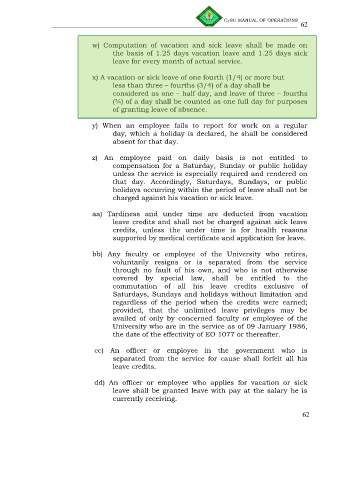 CvSU MANUAL OF OPERATIONS
62
w) Computation of vacation and sick leave shall be made on
the basis of 1.25 days vacation leave and 1.25 days sick
leave for every month of actual service.
x) A vacation or sick leave of one fourth (1/4) or more but
less than three – fourths (3/4) of a day shall be
considered as one – half day, and leave of three – fourths
(¾) of a day shall be counted as one full day for purposes
of granting leave of absence.
y) When an employee fails to report for work on a regular
day, which a holiday is declared, he shall be considered
absent for that day.
z) An employee paid on daily basis is not entitled to
compensation for a Saturday, Sunday or public holiday
unless the service is especially required and rendered on
that day. Accordingly, Saturdays, Sundays, or public
holidays occurring within the period of leave shall not be
charged against his vacation or sick leave.
aa) Tardiness and under time are deducted from vacation
leave credits and shall not be charged against sick leave
credits, unless the under time is for health reasons
supported by medical certificate and application for leave.
bb) Any faculty or employee of the University who retires,
voluntarily resigns or is separated from the service
through no fault of his own, and who is not otherwise
covered by special law, shall be entitled to the
commutation of all his leave credits exclusive of
Saturdays, Sundays and holidays without limitation and
regardless of the period when the credits were earned;
provided, that the unlimited leave privileges may be
availed of only by concerned faculty or employee of the
University who are in the service as of 09 January 1986,
the date of the effectivity of EO 1077 or thereafter.
cc) An officer or employee in the government who is
separated from the service for cause shall forfeit all his
leave credits.
dd) An officer or employee who applies for vacation or sick
leave shall be granted leave with pay at the salary he is
currently receiving.
62